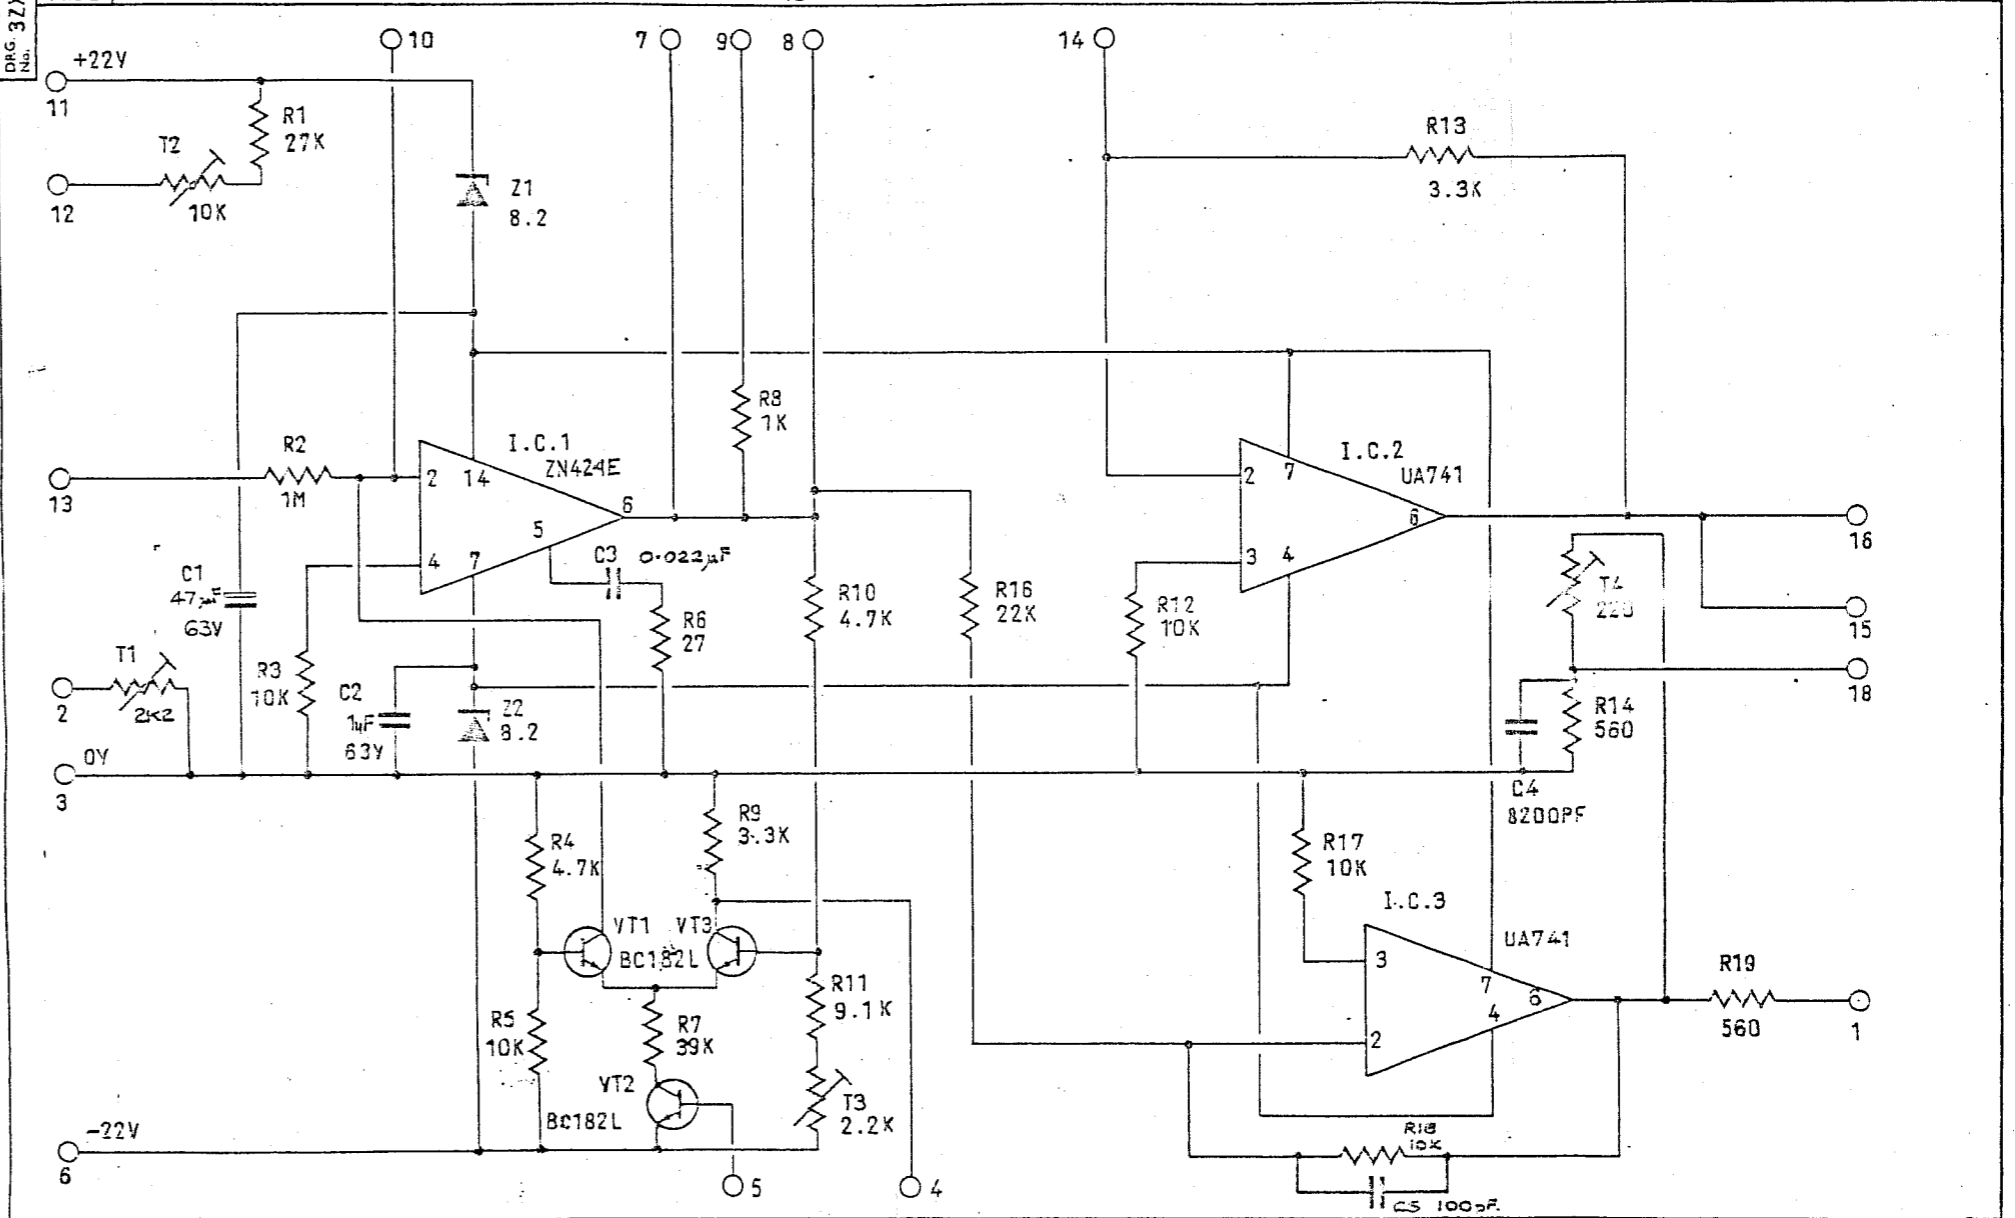 DRG. No. 3ZX
+22V
11
12
T2
10K
R1
27K
10
7
9
8
14
Z1
8.2
R13
3.3K
R8
1K
R2
1M
13
I.C.1
ZN424E
2
14
4
7
5
6
I.C.2
UA741
2
7
3
4
6
16
15
18
C3 0.022µF
R6
27
R10
4.7K
R16
22K
R12
10K
T4
220
C1
47µF
63V
T1
2K2
2
R3
10K
C2
1µF
63V
Z2
8.2
R14
560
C4
8200PF
0V
3
R4
4.7K
R9
3.3K
R17
10K
VT1
VT3
BC182L
I.C.3
UA741
3
2
7
4
6
R19
560
1
R5
10K
R7
39K
R11
9.1K
VT2
BC182L
T3
2.2K
-22V
6
5
4
R18
10K
C5 100pF.